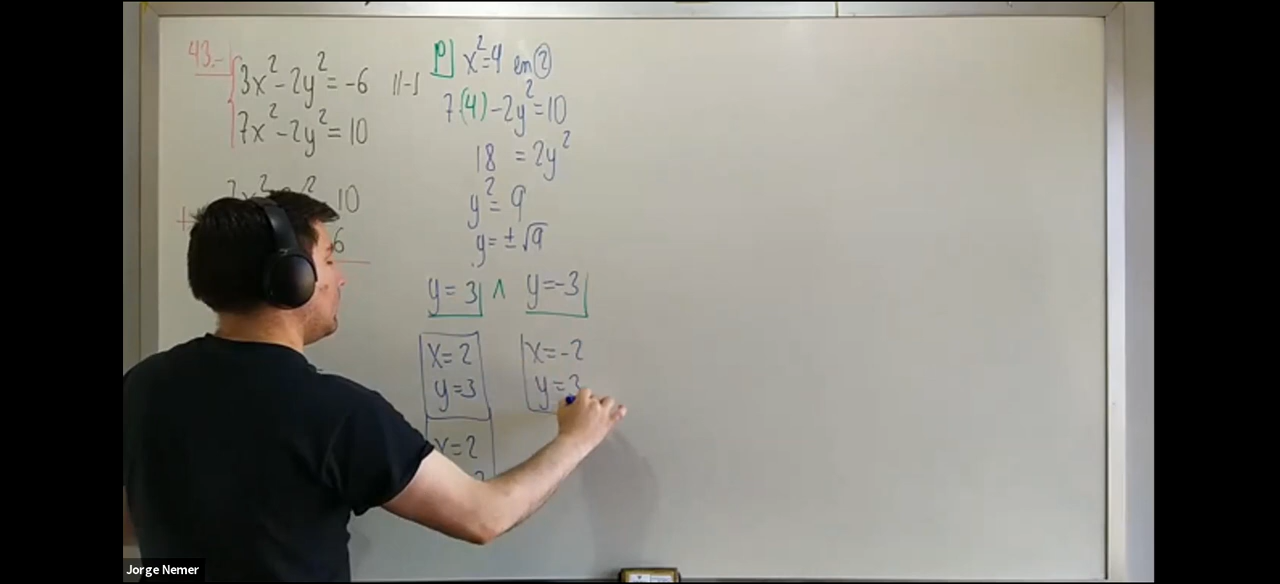 43.-
3x²-2y²= -6 //-1
7x²-2y²= 10
10
+
6
P] x²=4 en ②
7(4)-2y²=10
18 = 2y²
y²= 9
y= ±√9
y= 3 ∧ y=-3
x= 2
y=3
x=2
x=-2
y=3
Jorge Nemer